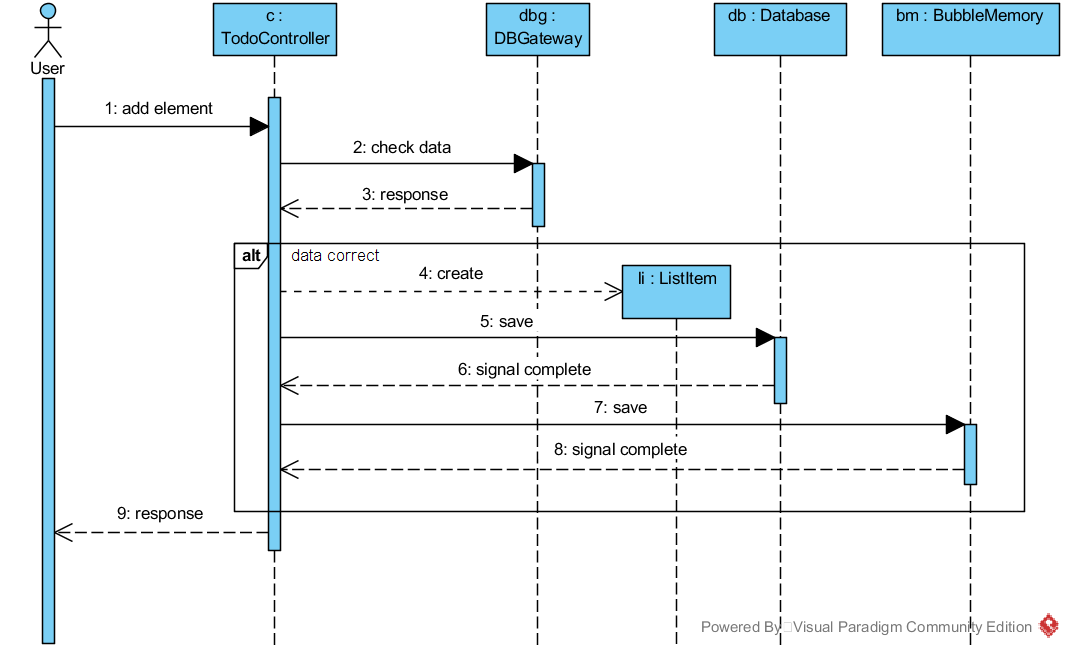 c :
TodoController
dbg :
DBGateway
db : Database
bm : BubbleMemory
User
1: add element
2: check data
3: response
alt
data correct
4: create
li : ListItem
5: save
6: signal complete
7: save
8: signal complete
9: response
Powered By Visual Paradigm Community Edition